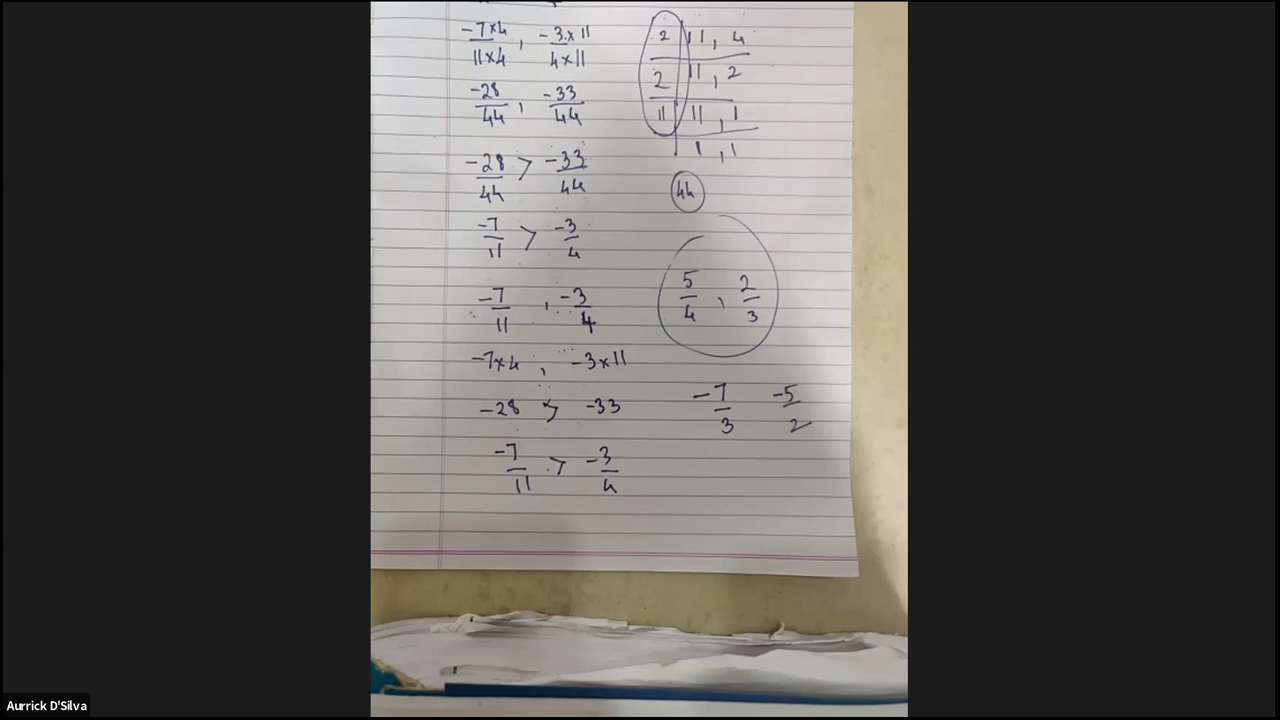 -7×4/11×4 , -3×11/4×11
-28/44 , -33/44
-28/44 > -33/44
-7/11 > -3/4
-7/11 , -3/4
-7×4 , -3×11
-28 > -33
-7/11 > -3/4
2 | 11, 4
2 | 11, 2
11 | 11, 1
1, 1
44
5/4 , 2/3
-7/3 -5/2
Aurrick D'Silva